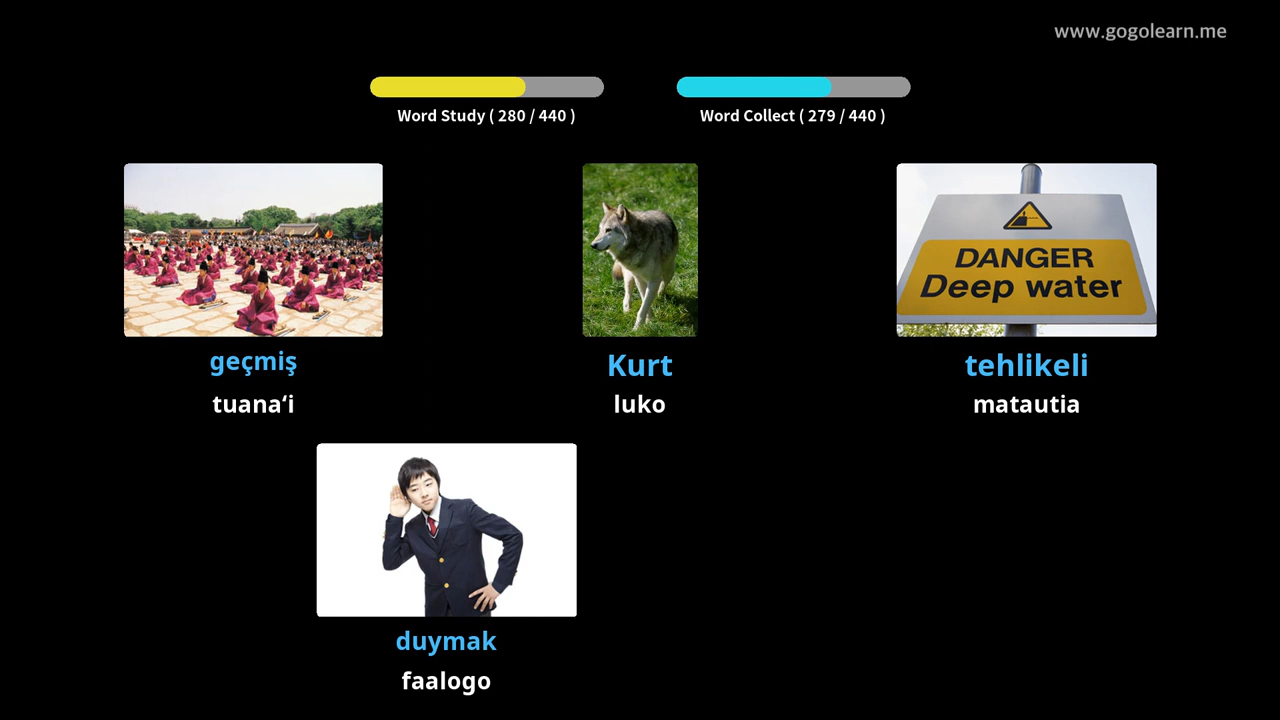 www.gogolearn.me
Word Study ( 280 / 440 )
Word Collect ( 279 / 440 )
DANGER
Deep water
geçmiş
Kurt
tehlikeli
tuana‘i
luko
matautia
duymak
faalogo